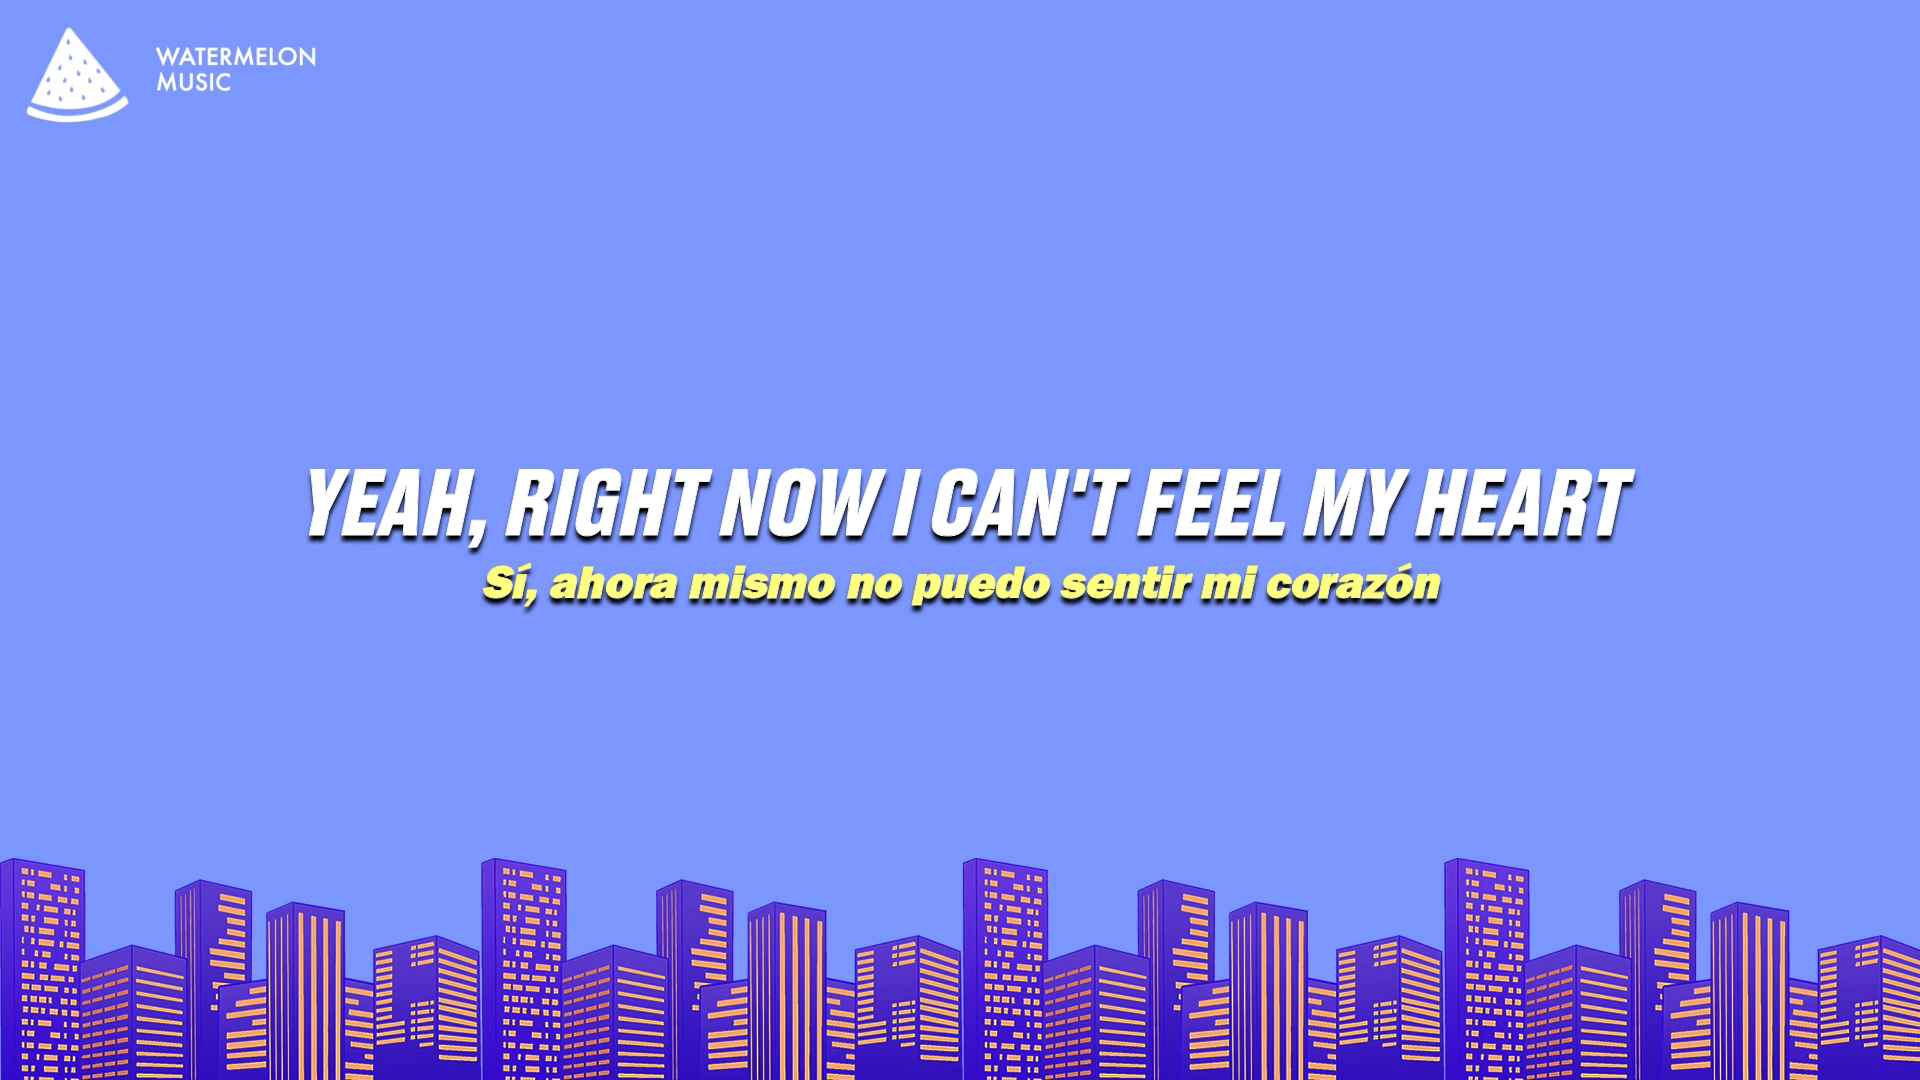 WATERMELON
MUSIC
YEAH, RIGHT NOW I CAN'T FEEL MY HEART
Sí, ahora mismo no puedo sentir mi corazón